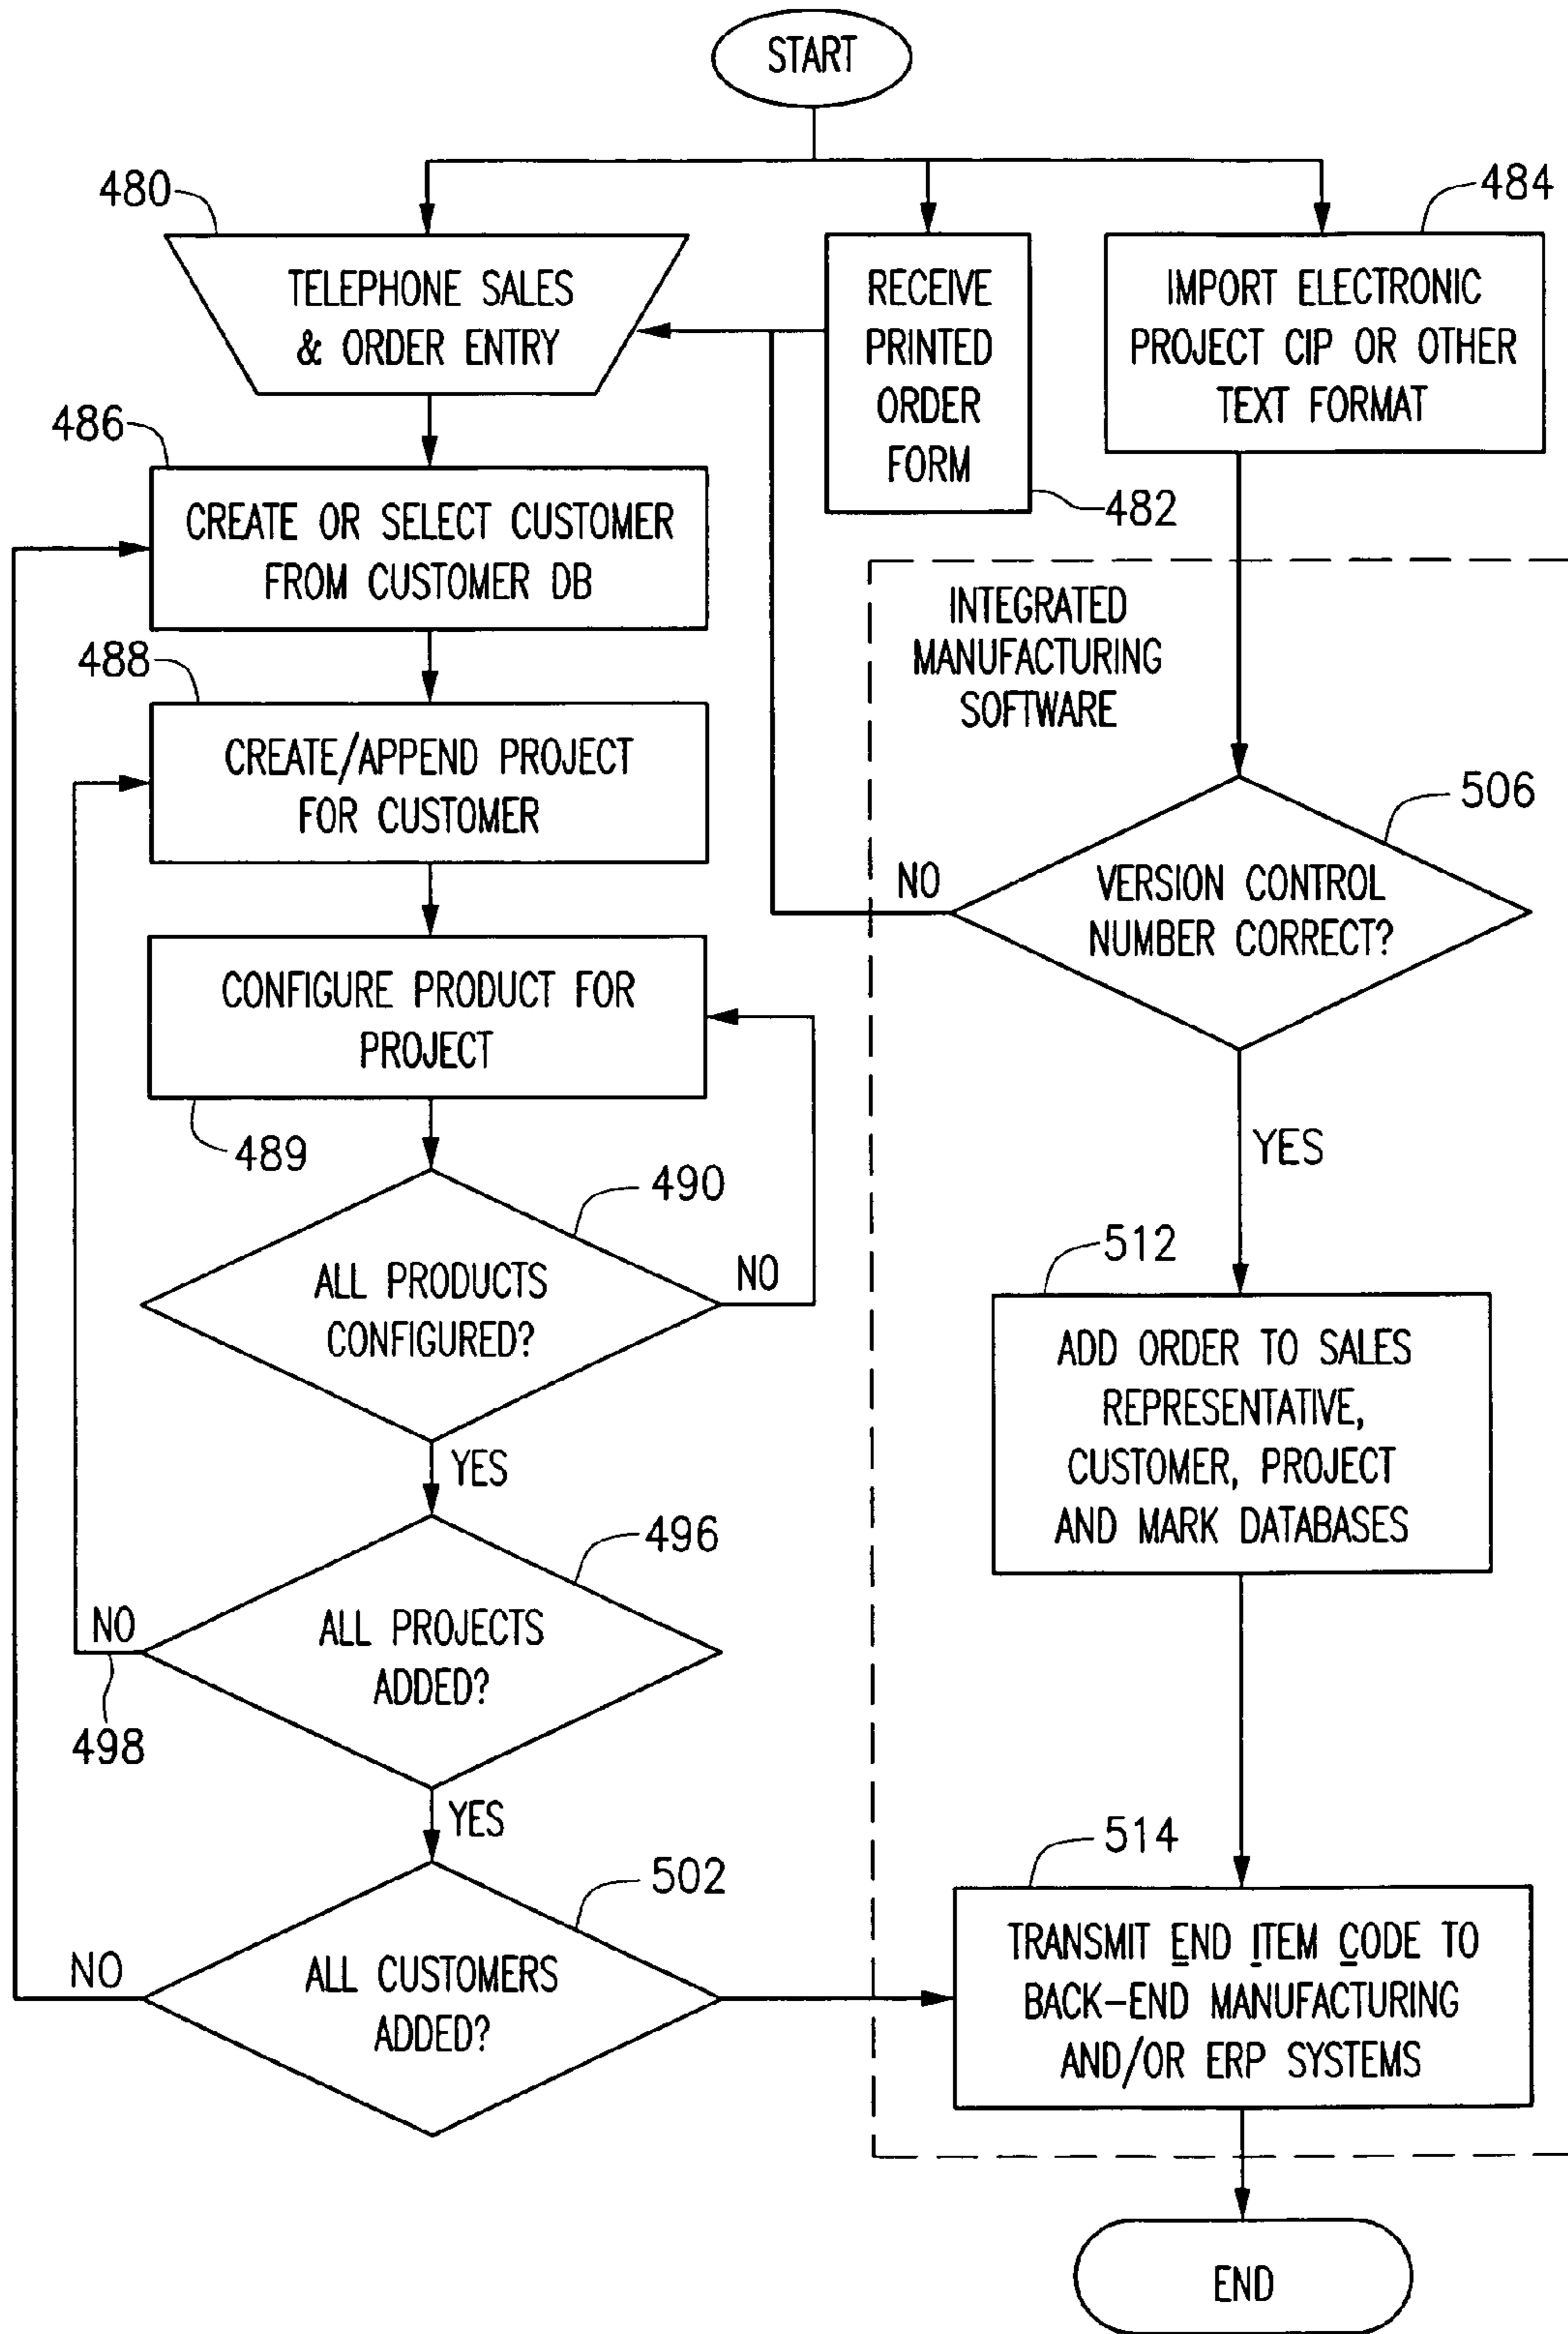 START
480
484
TELEPHONE SALES
& ORDER ENTRY
RECEIVE
PRINTED
ORDER
FORM
482
IMPORT ELECTRONIC
PROJECT CIP OR OTHER
TEXT FORMAT
486
CREATE OR SELECT CUSTOMER
FROM CUSTOMER DB
INTEGRATED
MANUFACTURING
SOFTWARE
488
CREATE/APPEND PROJECT
FOR CUSTOMER
506
VERSION CONTROL
NUMBER CORRECT?
NO
YES
CONFIGURE PRODUCT FOR
PROJECT
489
490
ALL PRODUCTS
CONFIGURED?
NO
YES
512
ADD ORDER TO SALES
REPRESENTATIVE,
CUSTOMER, PROJECT
AND MARK DATABASES
496
ALL PROJECTS
ADDED?
NO
498
YES
502
ALL CUSTOMERS
ADDED?
NO
514
TRANSMIT END ITEM CODE TO
BACK-END MANUFACTURING
AND/OR ERP SYSTEMS
END